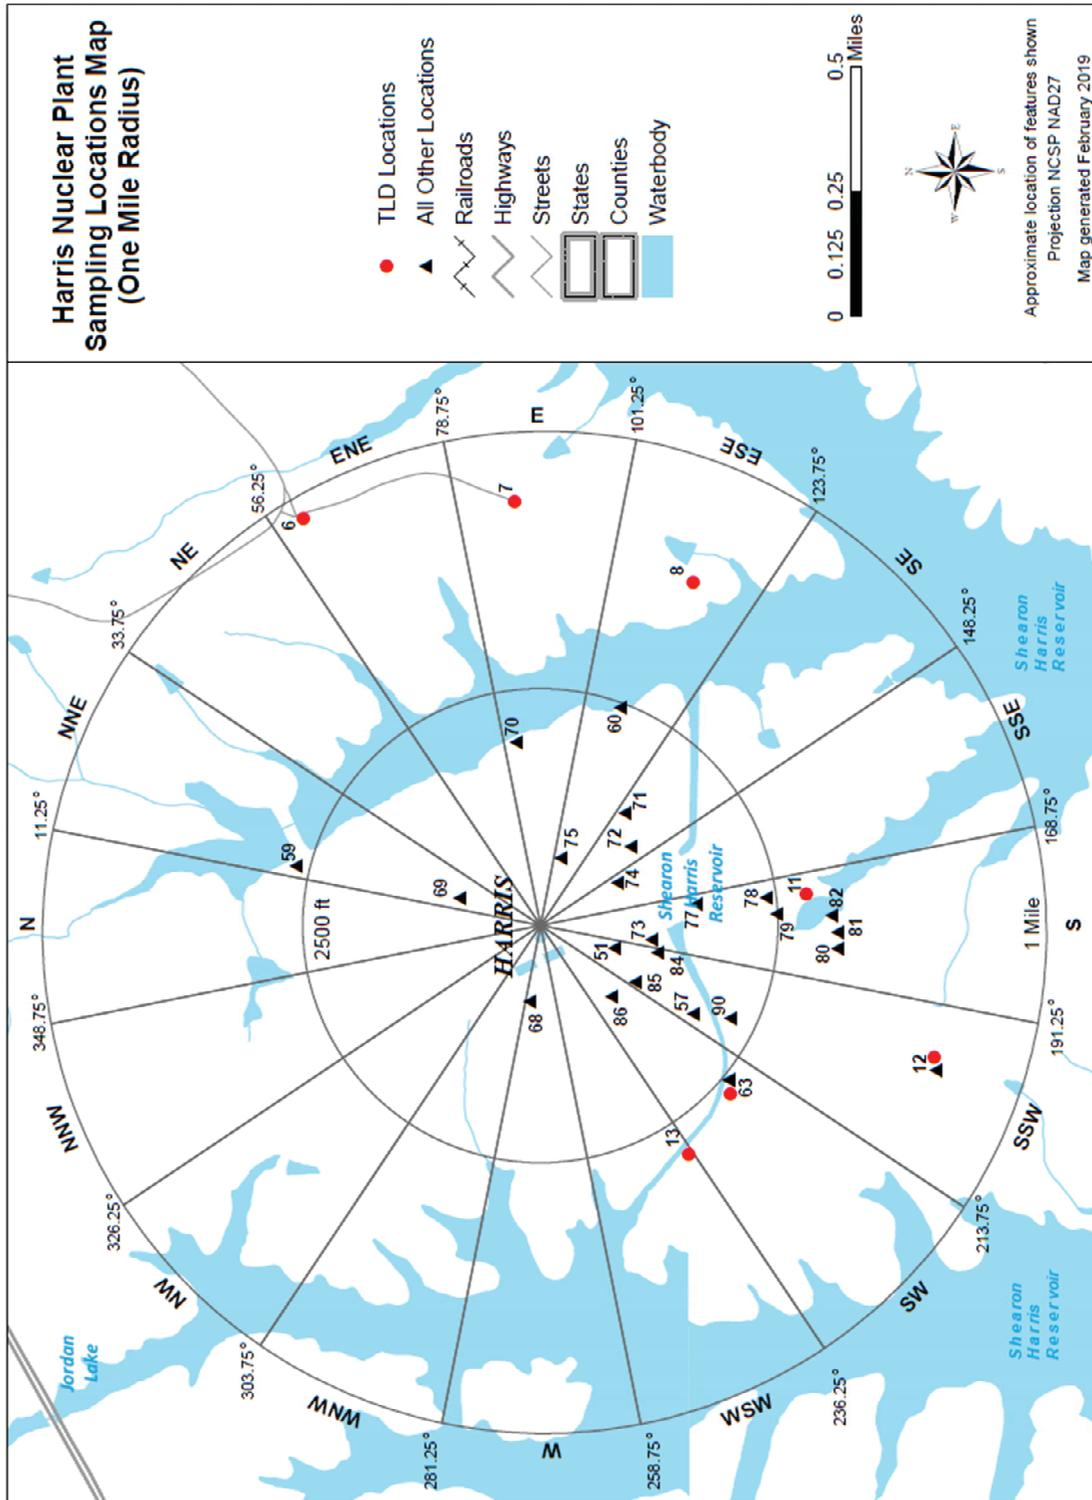 Harris Nuclear Plant
Sampling Locations Map
(One Mile Radius)
TLD Locations
All Other Locations
Railroads
Highways
Streets
States
Counties
Waterbody
0 0.125 0.25 0.5
Miles
N
W E
S
Approximate location of features shown
Projection NCSP NAD27
Map generated February 2019
N
11.25°
NNE
33.75°
NE
56.25°
ENE
78.75°
E
101.25°
ESE
123.75°
SE
148.25°
SSE
168.75°
S
191.25°
SSW
213.75°
SW
236.25°
WSW
258.75°
W
281.25°
WNW
303.75°
NW
326.25°
NNW
348.75°
2500 ft
1 Mile
HARRIS
Jordan
Lake
Shearon
Harris
Reservoir
Shearon
Harris
Reservoir
Shearon
Harris
Reservoir
6
7
8
59
69
70
60
75
71
72
74
68
51
73
77
84
85
86
57
90
63
13
78
79
11
82
81
80
12